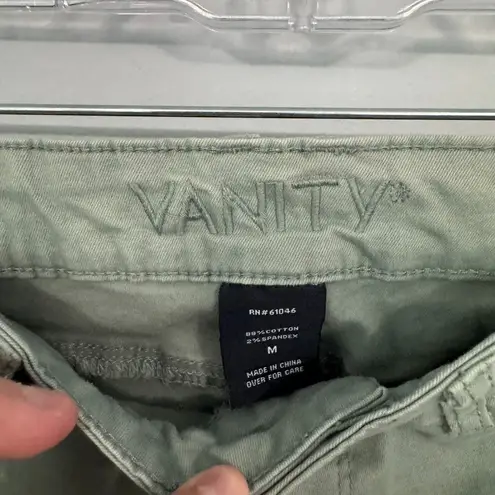 VANITY®
RN#61046
98%COTTON
2%SPANDEX
M
MADE IN CHINA
OVER FOR CARE